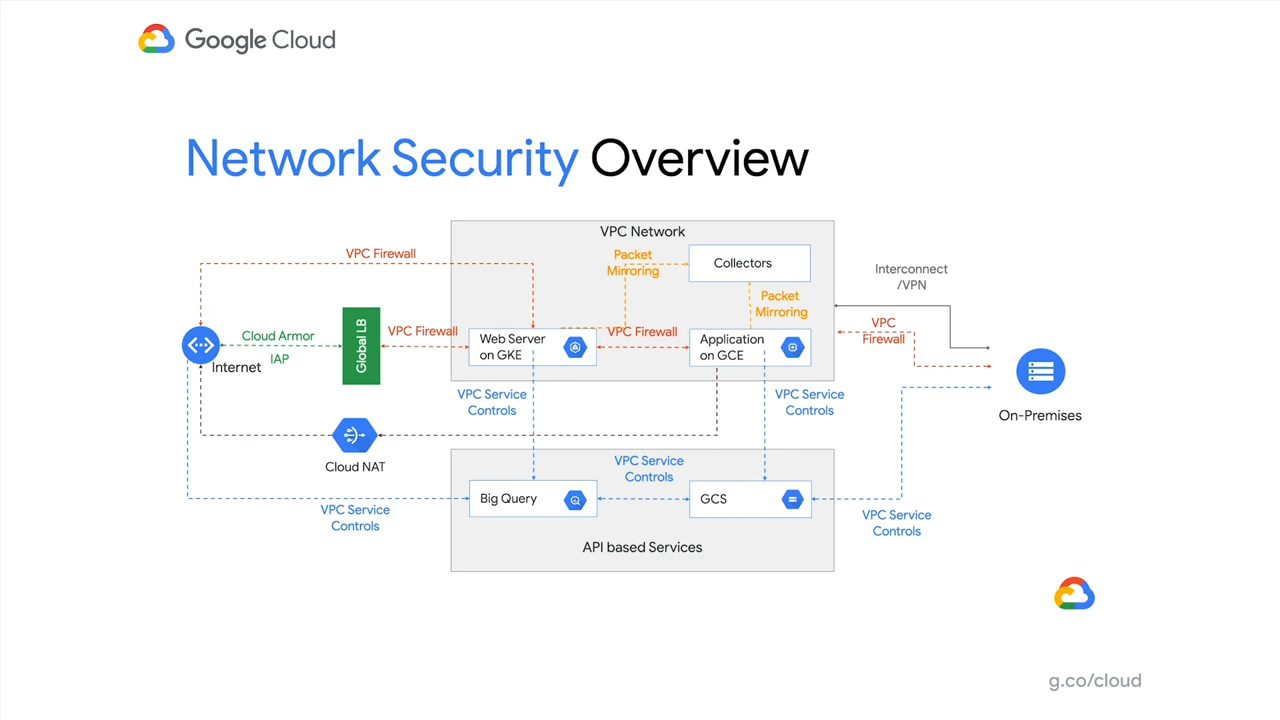 Google Cloud
Network Security Overview
VPC Network
VPC Firewall
Packet
Mirroring
Collectors
Interconnect
/VPN
Packet
Mirroring
Cloud Armor
IAP
Global LB
VPC Firewall
Web Server
on GKE
VPC Firewall
Application
on GCE
VPC
Firewall
Internet
On-Premises
VPC Service
Controls
VPC Service
Controls
Cloud NAT
VPC Service
Controls
Big Query
GCS
VPC Service
Controls
VPC Service
Controls
API based Services
g.co/cloud